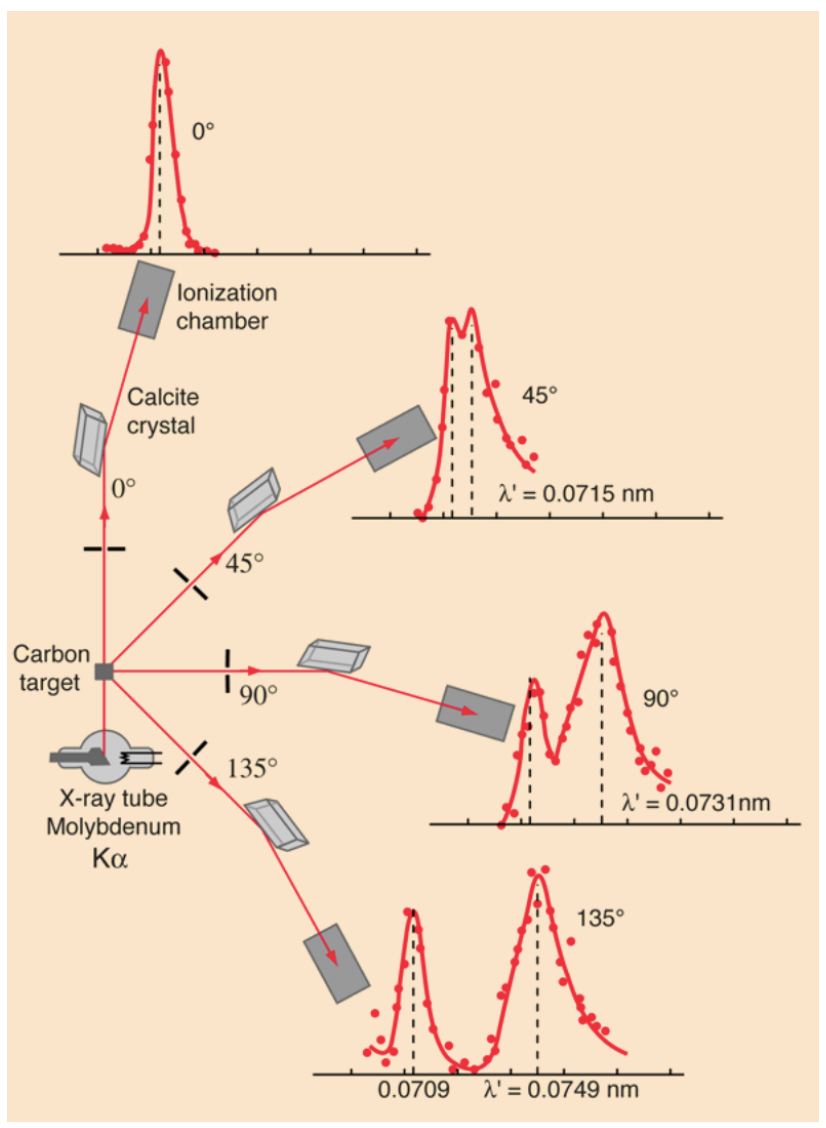 0°
Ionization
chamber
Calcite
crystal
45°
0°
λ' = 0.0715 nm
45°
Carbon
target
90°
90°
135°
λ' = 0.0731nm
X-ray tube
Molybdenum
Kα
135°
0.0709
λ' = 0.0749 nm